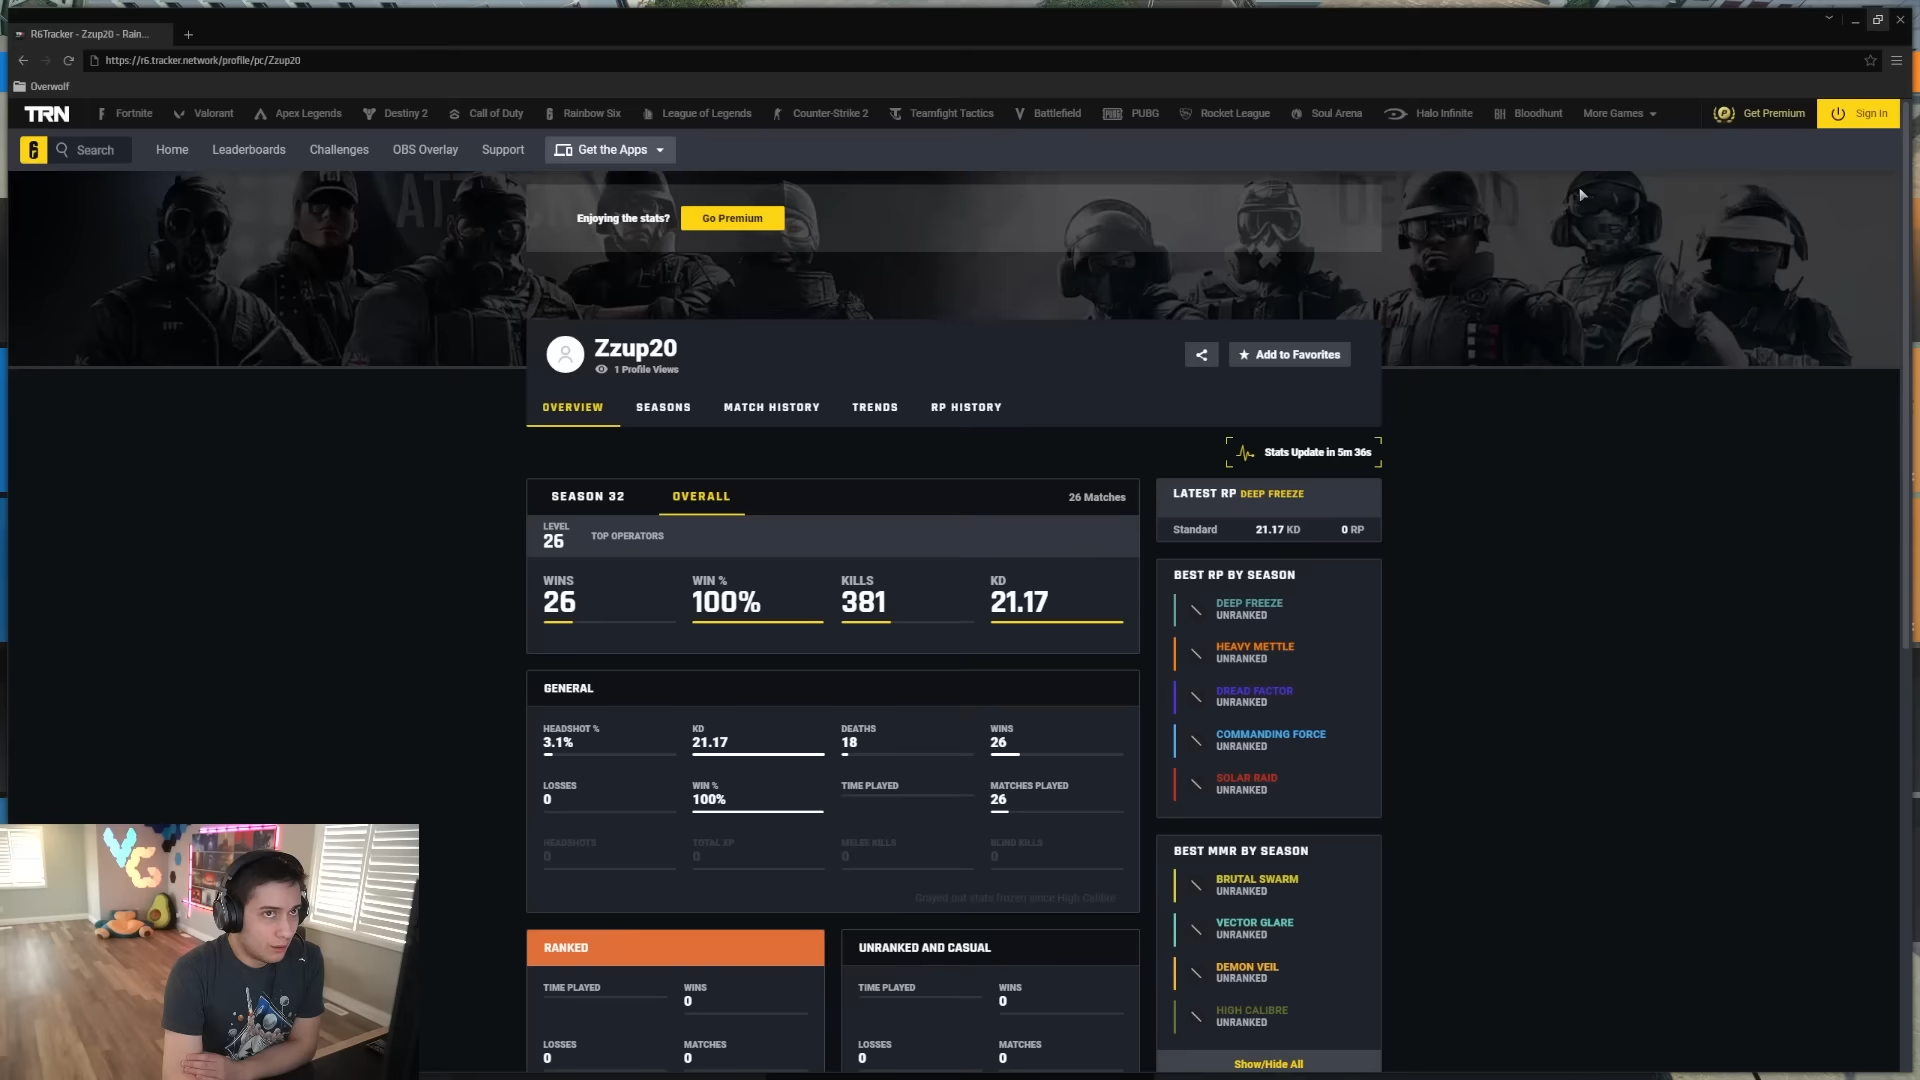 R6Tracker - Zzup20 - Rain...
https://r6.tracker.network/profile/pc/Zzup20
Overwolf
TRN Fortnite Valorant Apex Legends Destiny 2 Call of Duty Rainbow Six League of Legends Counter-Strike 2 Teamfight Tactics Battlefield PUBG Rocket League Soul Arena Halo Infinite Bloodhunt More Games Get Premium Sign In
6 Search Home Leaderboards Challenges OBS Overlay Support Get the Apps
Enjoying the stats? Go Premium
Zzup20
1 Profile Views
Add to Favorites
OVERVIEW SEASONS MATCH HISTORY TRENDS RP HISTORY
Stats Update in 5m 36s
SEASON 32 OVERALL 26 Matches
LEVEL
26
TOP OPERATORS
WINS WIN % KILLS KD
26 100% 381 21.17
GENERAL
HEADSHOT % KD DEATHS WINS
3.1% 21.17 18 26
LOSSES WIN % TIME PLAYED MATCHES PLAYED
0 100% 26
HEADSHOTS TOTAL XP MELEE KILLS BLIND KILLS
0 0 0 0
Grayed out stats frozen since High Calibre
RANKED
TIME PLAYED WINS
0
LOSSES MATCHES
0 0
UNRANKED AND CASUAL
TIME PLAYED WINS
0
LOSSES MATCHES
0 0
LATEST RP DEEP FREEZE
Standard 21.17 KD 0 RP
BEST RP BY SEASON
DEEP FREEZE
UNRANKED
HEAVY METTLE
UNRANKED
DREAD FACTOR
UNRANKED
COMMANDING FORCE
UNRANKED
SOLAR RAID
UNRANKED
BEST MMR BY SEASON
BRUTAL SWARM
UNRANKED
VECTOR GLARE
UNRANKED
DEMON VEIL
UNRANKED
HIGH CALIBRE
UNRANKED
Show/Hide All